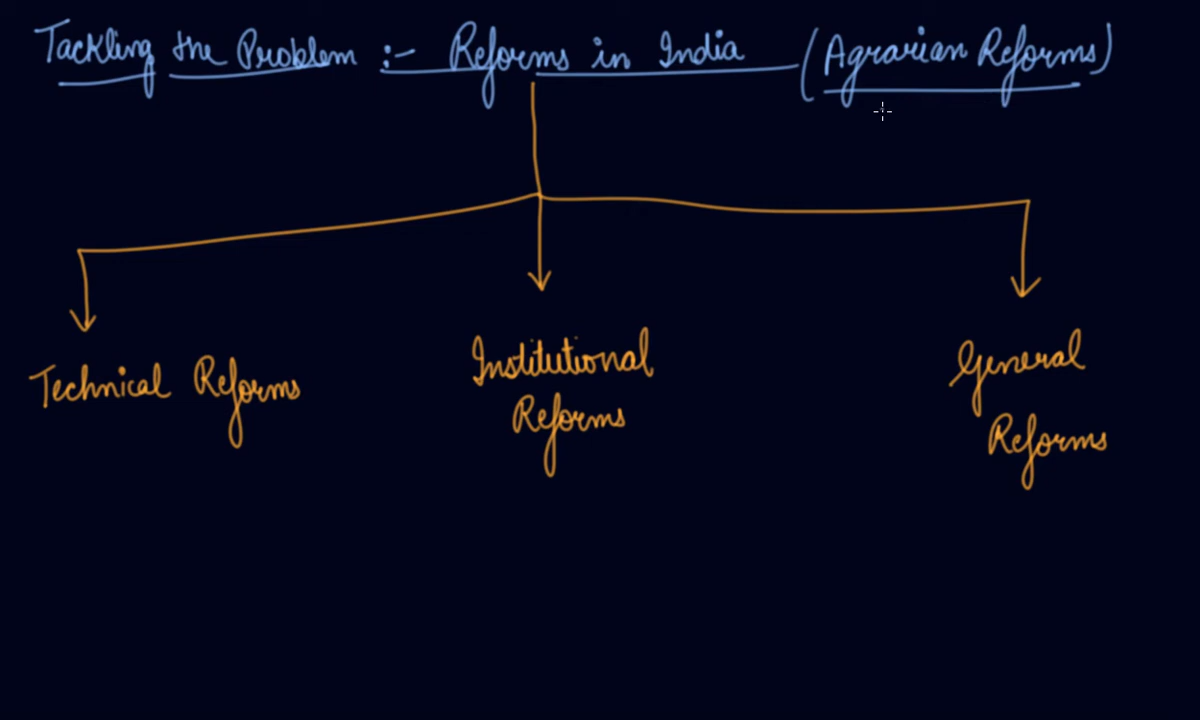 Tackling the Problem :- Reforms in India (Agrarian Reforms)
Technical Reforms
Institutional
Reforms
General
Reforms